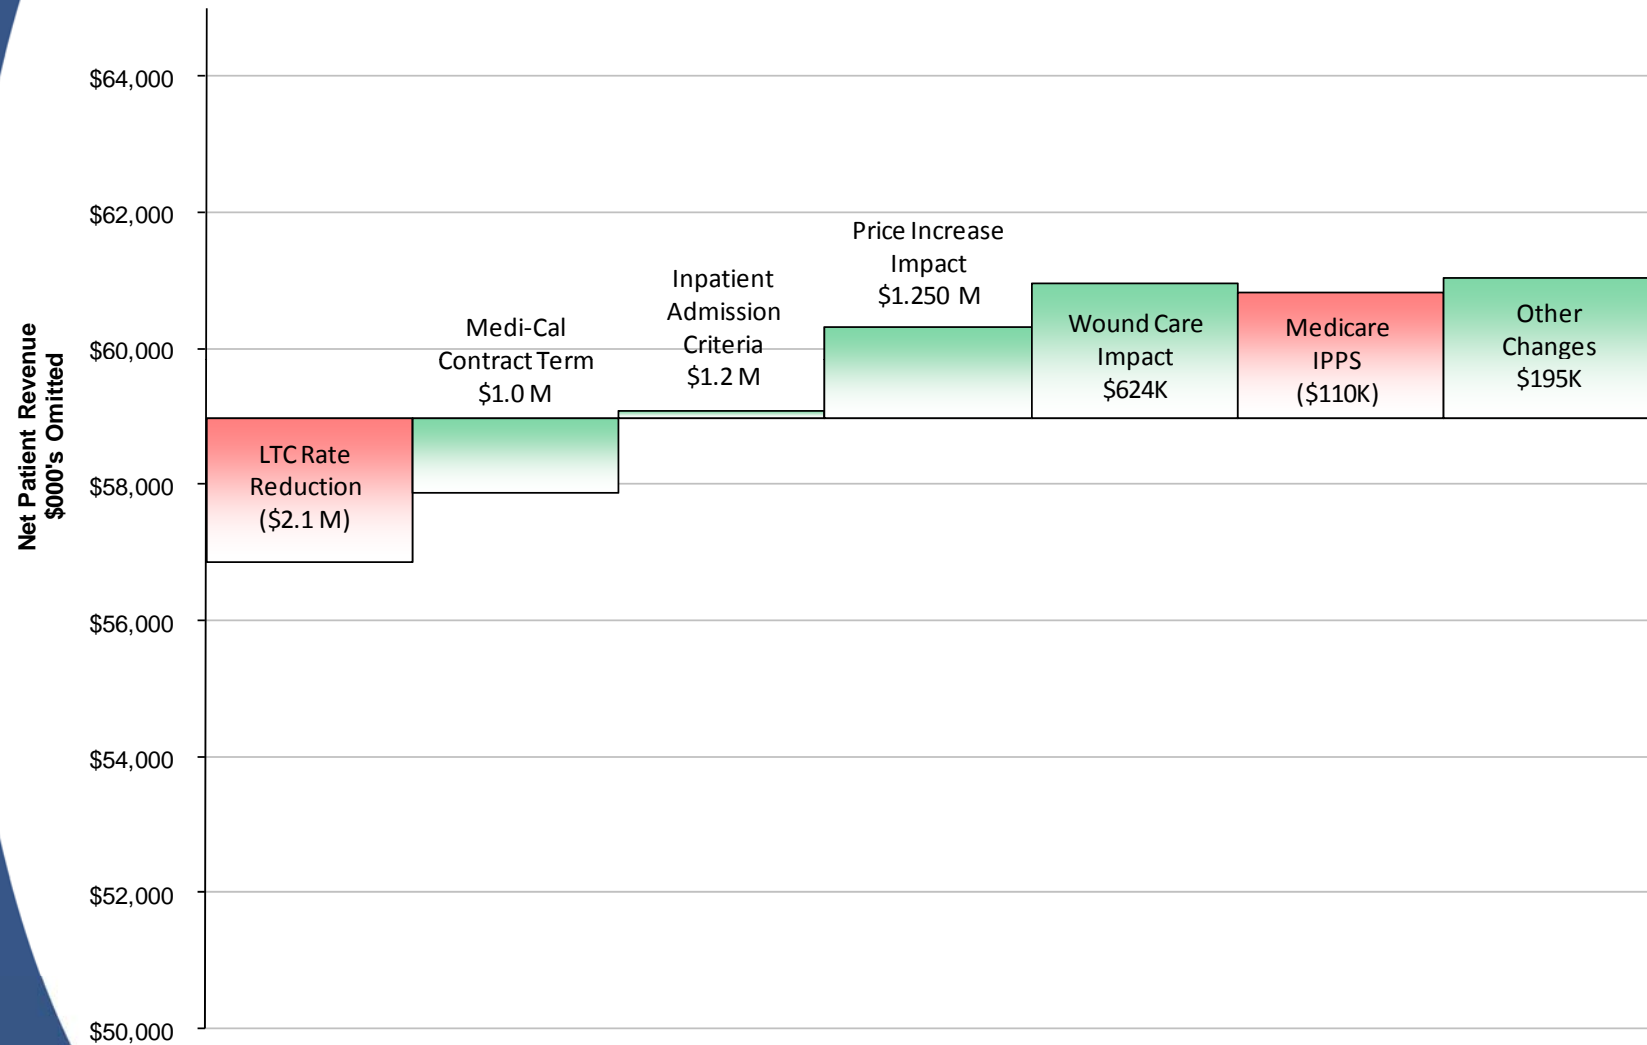 $64,000
$62,000
$60,000
$58,000
$56,000
$54,000
$52,000
$50,000
Net Patient Revenue
$000's Omitted
LTC Rate
Reduction
($2.1 M)
Medi-Cal
Contract Term
$1.0 M
Inpatient
Admission
Criteria
$1.2 M
Price Increase
Impact
$1.250 M
Wound Care
Impact
$624K
Medicare
IPPS
($110K)
Other
Changes
$195K